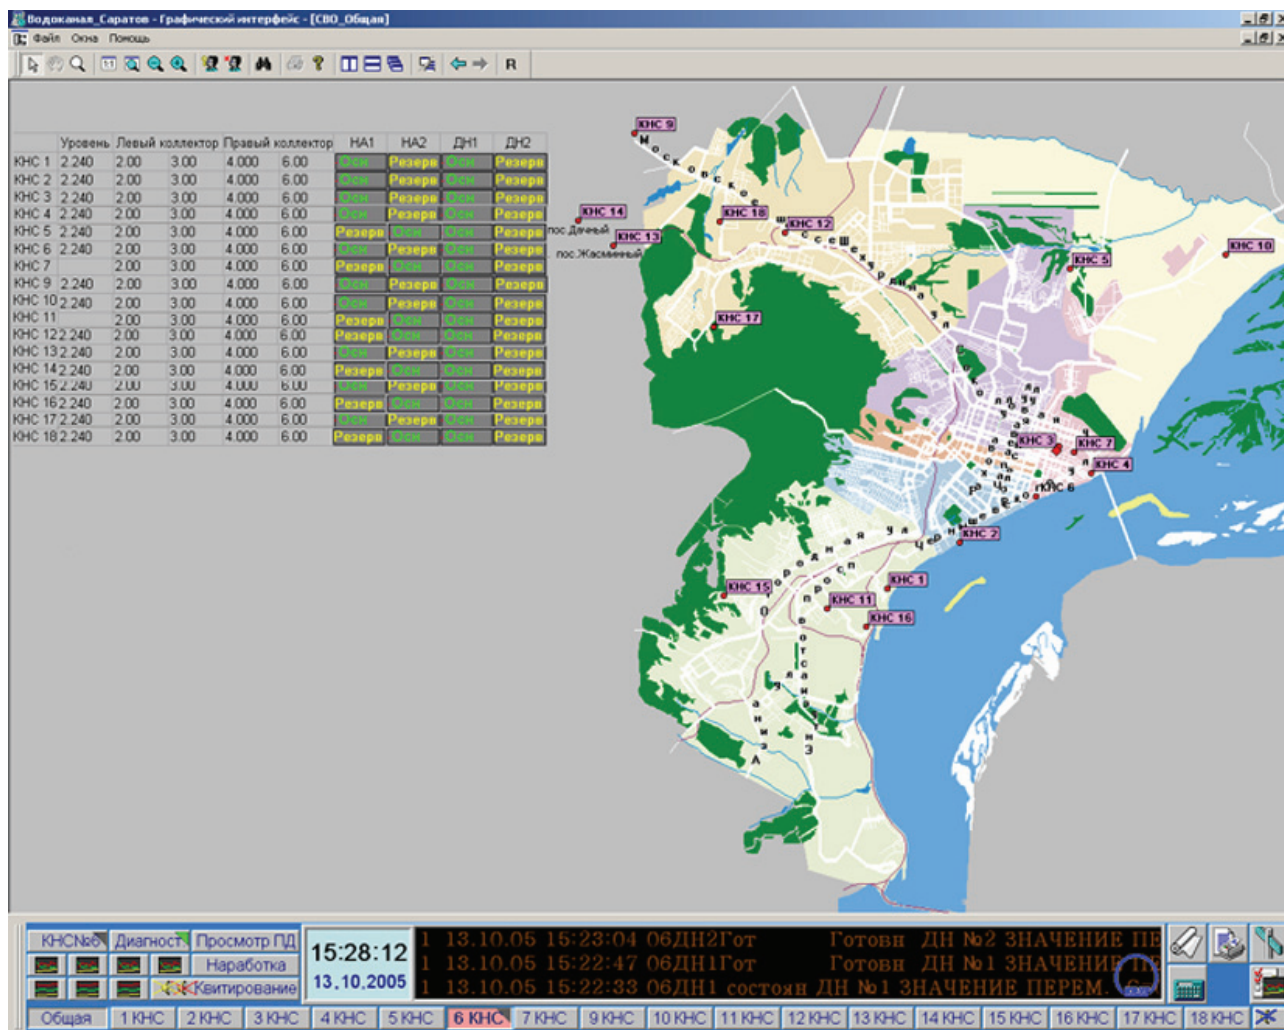 Водоканал_Саратов - Графический интерфейс - [СВО_Общая]
Файл Окна Помощь
R
Уровень Левый коллектор Правый коллектор НА1 НА2 ДН1 ДН2
КНС 1 2.240 2.00 3.00 4.000 6.00 Осн Резерв Осн Резерв
КНС 2 2.240 2.00 3.00 4.000 6.00 Осн Резерв Осн Резерв
КНС 3 2.240 2.00 3.00 4.000 6.00 Осн Резерв Осн Резерв
КНС 4 2.240 2.00 3.00 4.000 6.00 Осн Резерв Осн Резерв
КНС 5 2.240 2.00 3.00 4.000 6.00 Резерв Осн Осн Резерв
КНС 6 2.240 2.00 3.00 4.000 6.00 Осн Резерв Осн Резерв
КНС 7 2.00 3.00 4.000 6.00 Резерв Осн Осн Резерв
КНС 9 2.240 2.00 3.00 4.000 6.00 Осн Резерв Осн Резерв
КНС 10 2.240 2.00 3.00 4.000 6.00 Осн Резерв Осн Резерв
КНС 11 2.00 3.00 4.000 6.00 Резерв Осн Осн Резерв
КНС 12 2.240 2.00 3.00 4.000 6.00 Резерв Осн Осн Резерв
КНС 13 2.240 2.00 3.00 4.000 6.00 Осн Резерв Осн Резерв
КНС 14 2.240 2.00 3.00 4.000 6.00 Резерв Осн Осн Резерв
КНС 15 2.240 2.00 3.00 4.000 6.00 Осн Резерв Осн Резерв
КНС 16 2.240 2.00 3.00 4.000 6.00 Резерв Осн Осн Резерв
КНС 17 2.240 2.00 3.00 4.000 6.00 Осн Резерв Осн Резерв
КНС 18 2.240 2.00 3.00 4.000 6.00 Резерв Осн Осн Резерв
КНС 9
Московское шоссе
КНС 14
КНС 18
КНС 12
пос.Дачный
КНС 13
пос.Жасминный
Шехурдина ул
КНС 10
КНС 5
КНС 17
КНС 3
КНС 7
КНС 4
КНС 6
КНС 2
КНС 1
КНС 15
КНС 11
КНС 16
15:28:12
13.10.2005
КНС№6 Диагност Просмотр ПД
Наработка
Квитирование
1 13.10.05 15:23:04 06ДН2Гот Готовн ДН №2 ЗНАЧЕНИЕ ПЕ
1 13.10.05 15:22:47 06ДН1Гот Готовн ДН №1 ЗНАЧЕНИЕ
1 13.10.05 15:22:33 06ДН1 состоян ДН №1 ЗНАЧЕНИЕ ПЕРЕМ.
Общая 1 КНС 2 КНС 3 КНС 4 КНС 5 КНС 6 КНС 7 КНС 9 КНС 10 КНС 11 КНС 12 КНС 13 КНС 14 КНС 15 КНС 16 КНС 17 КНС 18 КНС